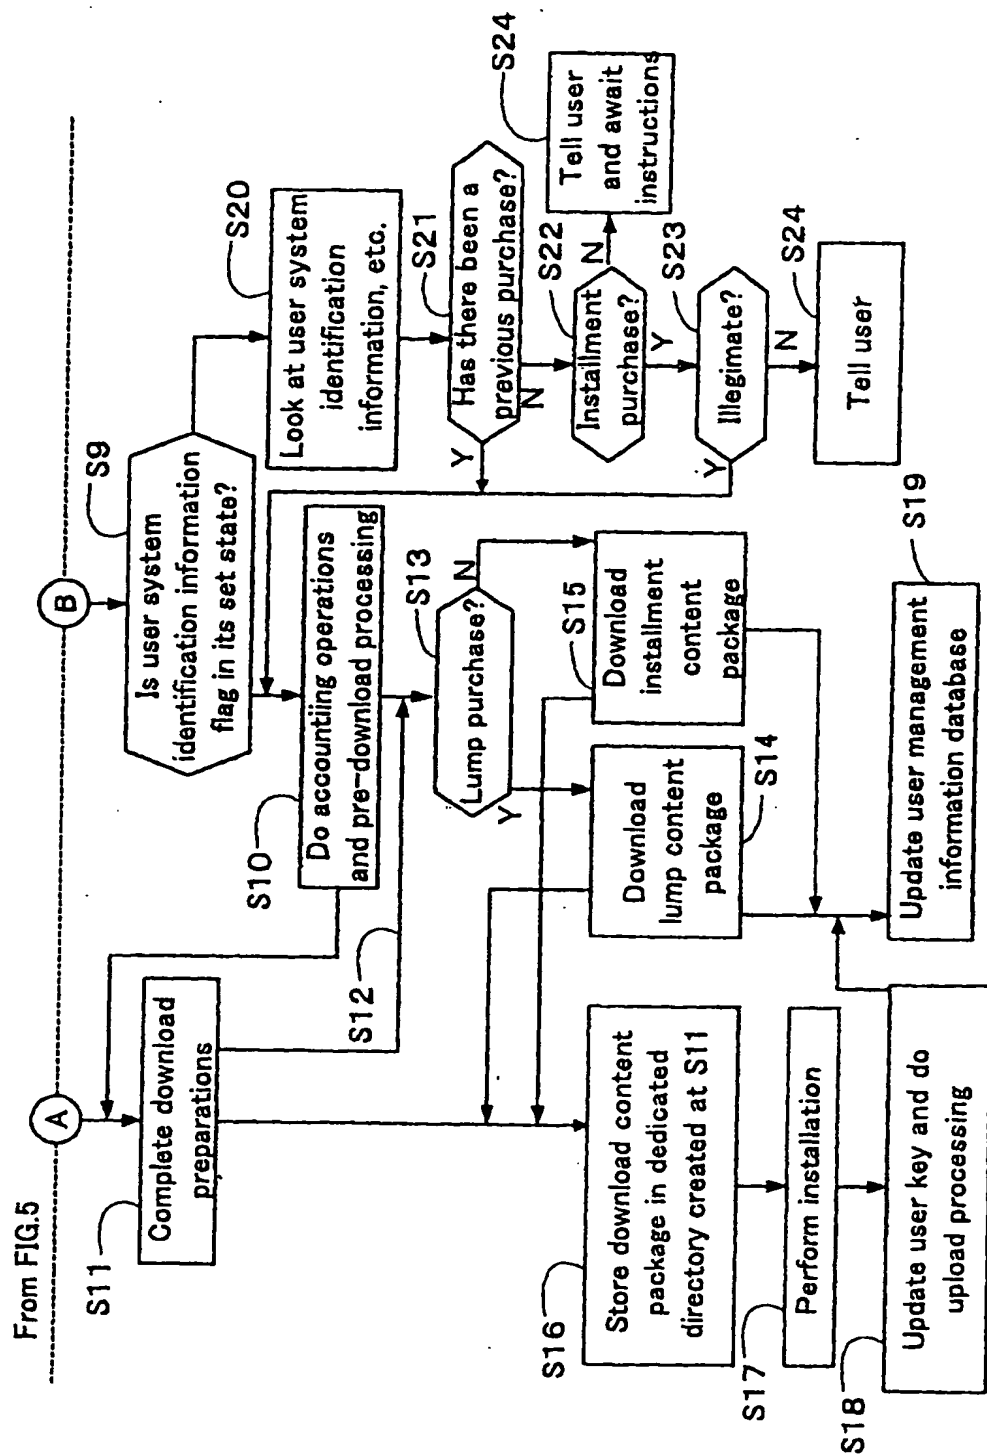 From FIG.5
A
B
S11
Complete download
preparations
S9
Is user system
identification information
flag in its set state?
S20
Look at user system
identification
information, etc.
S10
Do accountiing operations
and pre-download processing
S21
Has there been a
previous purchase?
Y
N
S12
S13
Lump purchase?
Y
N
S22
Installment
purchase?
N
Y
S24
Tell user
and await
instructions
S23
Illegimate?
Y
N
S24
Tell user
S16
Store download content
package in dedicated
directory created at S11
Download
lump content
package
S14
S15
Download
installment
content
package
S17
Perform installation
S18
Update user key and do
upload processing
S19
Update user management
information database